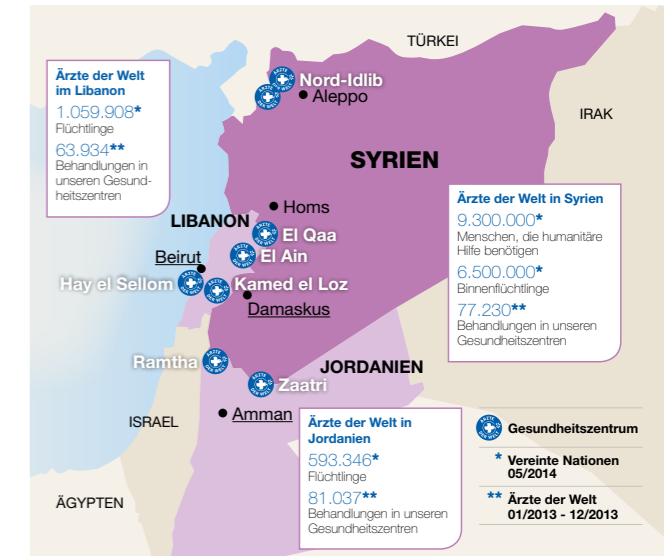 TÜRKEI
Ärzte der Welt
im Libanon
1.059.908*
Flüchtlinge
63.934**
Behandlungen in
unseren Gesund-
heitszentren
Nord-Idlib
Aleppo
IRAK
SYRIEN
Homs
LIBANON
El Qaa
El Ain
Beirut
Hay el Sellom
Kamed el Loz
Damaskus
Ärzte der Welt in Syrien
9.300.000*
Menschen, die humanitäre
Hilfe benötigen
6.500.000*
Binnenflüchtlinge
77.230**
Behandlungen in unseren
Gesundheitszentren
Ramtha
JORDANIEN
Zaatri
Amman
ISRAEL
ÄGYPTEN
Ärzte der Welt in
Jordanien
593.346*
Flüchtlinge
81.037**
Behandlungen in unseren
Gesundheitszentren
ÄRZTE DER WELT
Gesundheitszentrum
* Vereinte Nationen
05/2014
** Ärzte der Welt
01/2013 - 12/2013